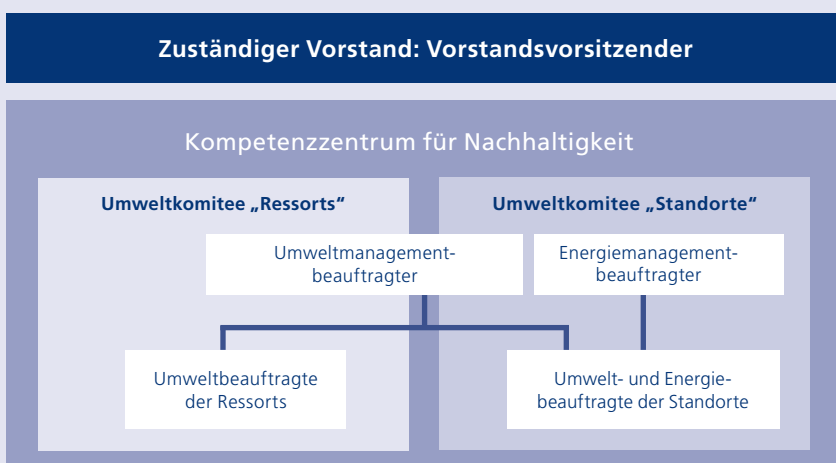 Zuständiger Vorstand: Vorstandsvorsitzender
Kompetenzzentrum für Nachhaltigkeit
Umweltkomitee „Ressorts“
Umweltkomitee „Standorte“
Umweltmanagement-
beauftragter
Energiemanagement-
beauftragter
Umweltbeauftragte
der Ressorts
Umwelt- und Energie-
beauftragte der Standorte